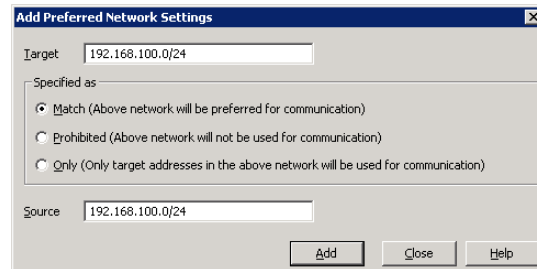 Add Preferred Network Settings
Target 192.168.100.0/24
Specified as
Match (Above network will be preferred for communication)
Prohibited (Above network will not be used for communication)
Only (Only target addresses in the above network will be used for communication)
Source 192.168.100.0/24
Add Close Help